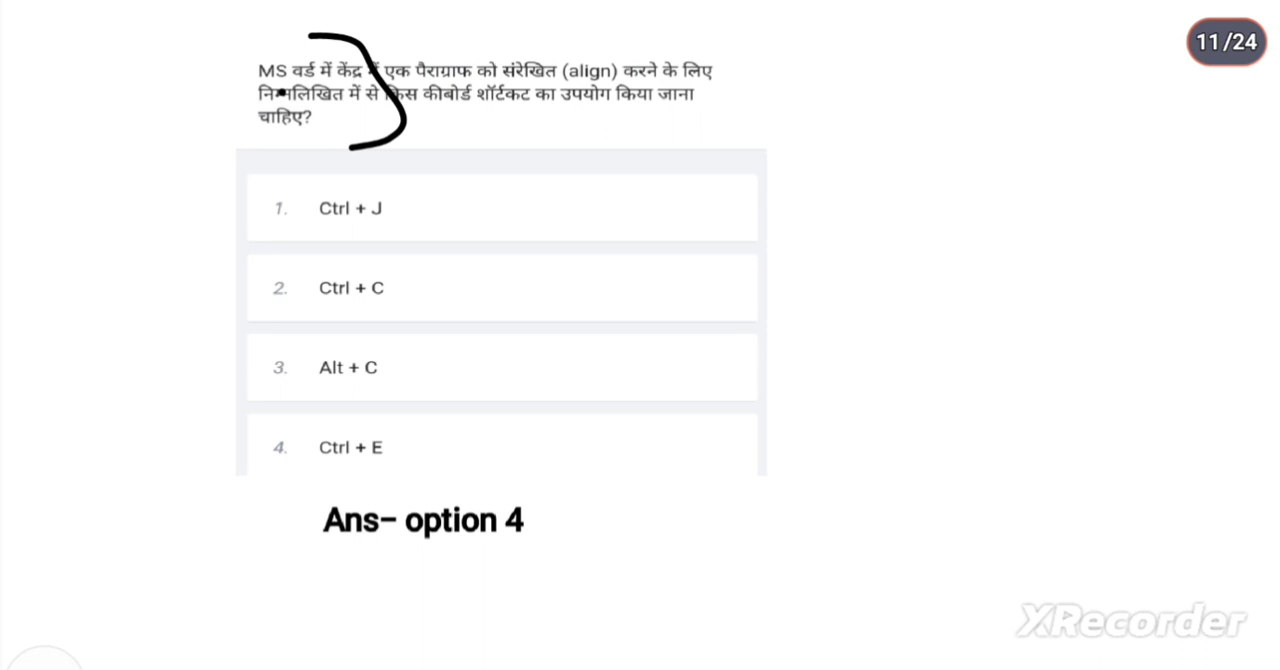 11/24
MS वर्ड में केंद्र में एक पैराग्राफ को संरेखित (align) करने के लिए
निम्नलिखित में से किस कीबोर्ड शॉर्टकट का उपयोग किया जाना
चाहिए?
1. Ctrl + J
2. Ctrl + C
3. Alt + C
4. Ctrl + E
Ans- option 4
XRecorder